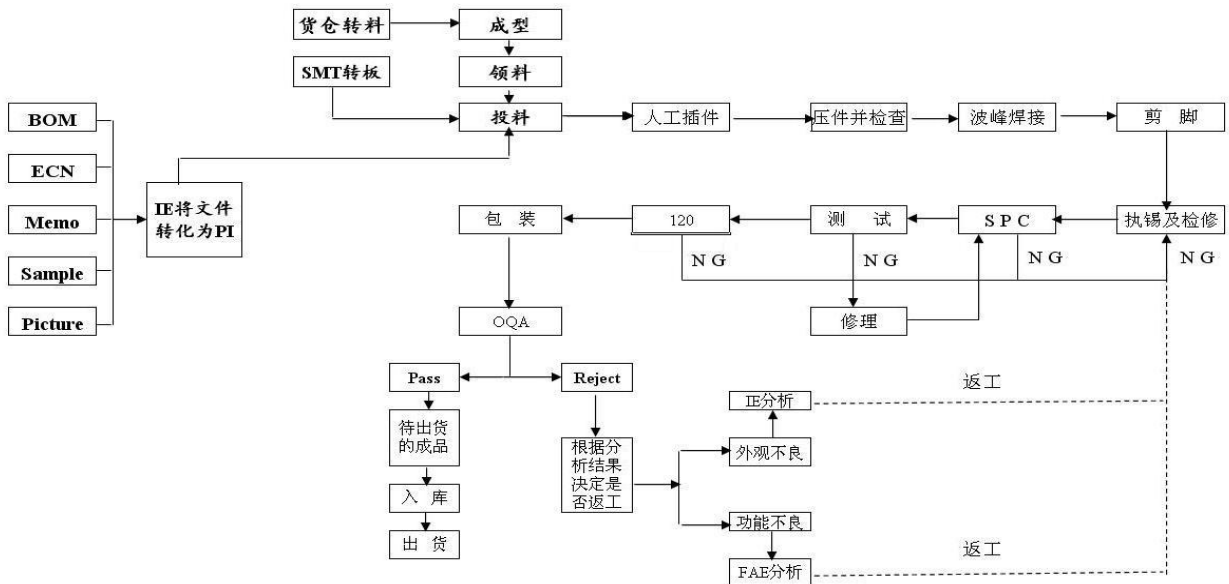 货仓转料
成型
SMT转板
领料
BOM
投料
人工插件
压件并检查
波峰焊接
剪 脚
ECN
IE将文件
转化为PI
Memo
包 装
120
测 试
S P C
执锡及检修
N G
N G
N G
N G
Sample
Picture
OQA
修理
Pass
Reject
返工
IE分析
待出货
的成品
根据分
析结果
决定是
否返工
外观不良
入 库
功能不良
出 货
返工
FAE分析